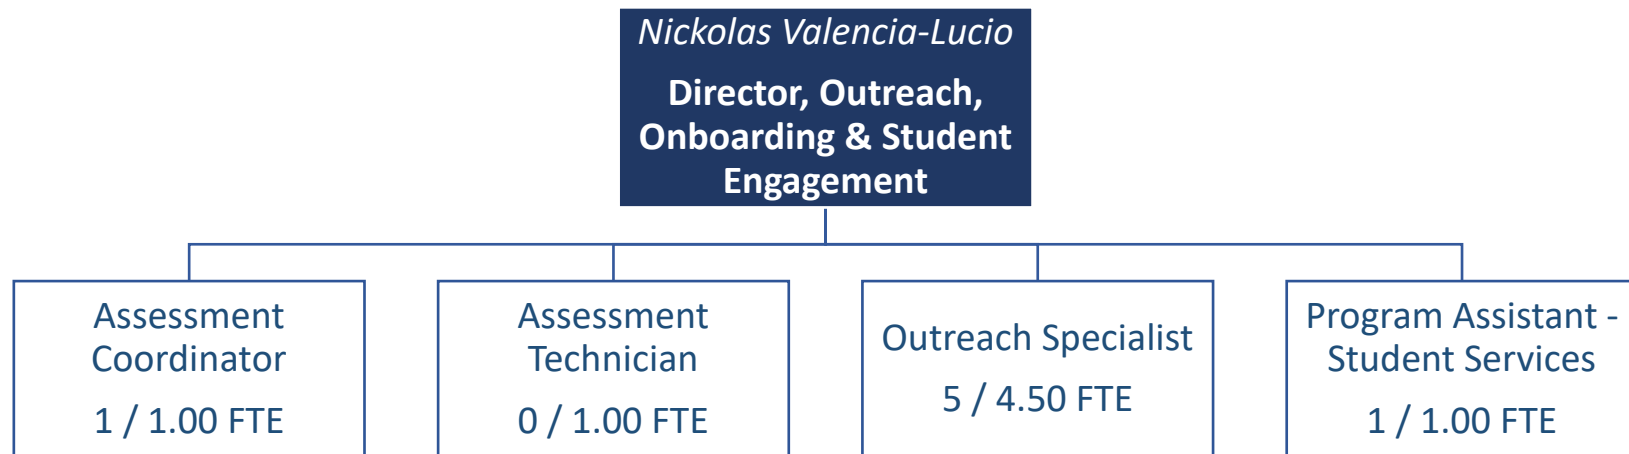 Nickolas Valencia-Lucio
Director, Outreach,
Onboarding & Student
Engagement
Assessment
Coordinator
1 / 1.00 FTE
Assessment
Technician
0 / 1.00 FTE
Outreach Specialist
5 / 4.50 FTE
Program Assistant -
Student Services
1 / 1.00 FTE